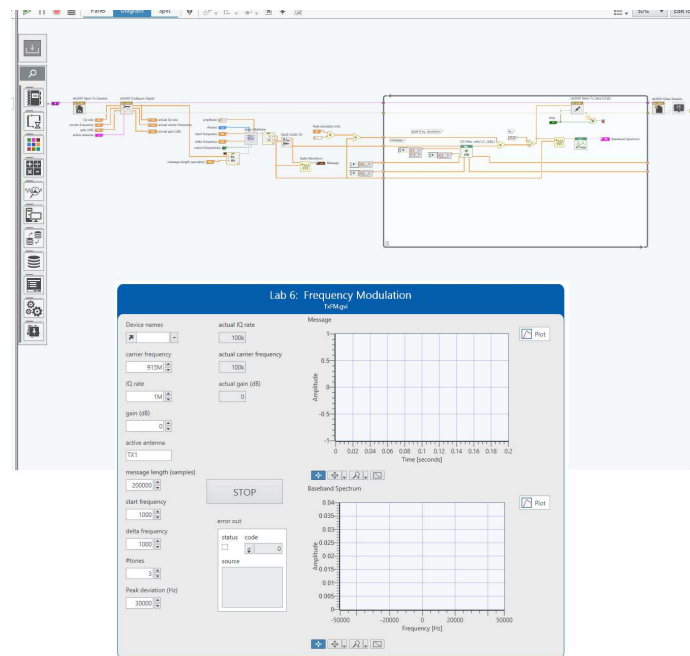 Panel
Diagram
Split
50%
niUSRP Open Tx Session
niUSRP Configure Signal
IQ rate
carrier frequency
gain (dB)
active antenna
actual IQ rate
actual carrier frequency
actual gain (dB)
amplitude
#tones
start frequency
delta frequency
message length (samples)
Message
Peak deviation (Hz)
Baseband Spectrum
niUSRP Close Session
Lab 6: Frequency Modulation
TxFM.gvi
Device names
carrier frequency
915M
IQ rate
1M
gain (dB)
0
active antenna
TX1
message length (samples)
200000
start frequency
1000
delta frequency
1000
#tones
3
Peak deviation (Hz)
30000
actual IQ rate
100k
actual carrier frequency
100k
actual gain (dB)
0
STOP
error out
status code
0
source
Message
Plot
1
0.5
0
-0.5
-1
Amplitude
0 0.02 0.04 0.06 0.08 0.1 0.12 0.14 0.16 0.18 0.2
Time [seconds]
Baseband Spectrum
Plot
0.04
0.035
0.03
0.025
0.02
0.015
0.01
0.005
0
Amplitude
-50000 -20000 0 20000 50000
Frequency [Hz]